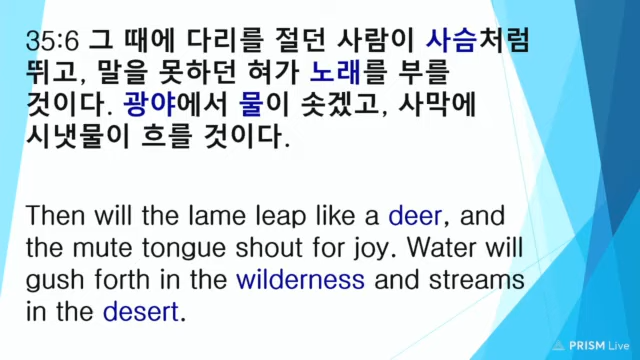 35:6 그 때에 다리를 절던 사람이 사슴처럼
뛰고, 말을 못하던 혀가 노래를 부를
것이다. 광야에서 물이 솟겠고, 사막에
시냇물이 흐를 것이다.
Then will the lame leap like a deer, and
the mute tongue shout for joy. Water will
gush forth in the wilderness and streams
in the desert.
PRISM Live